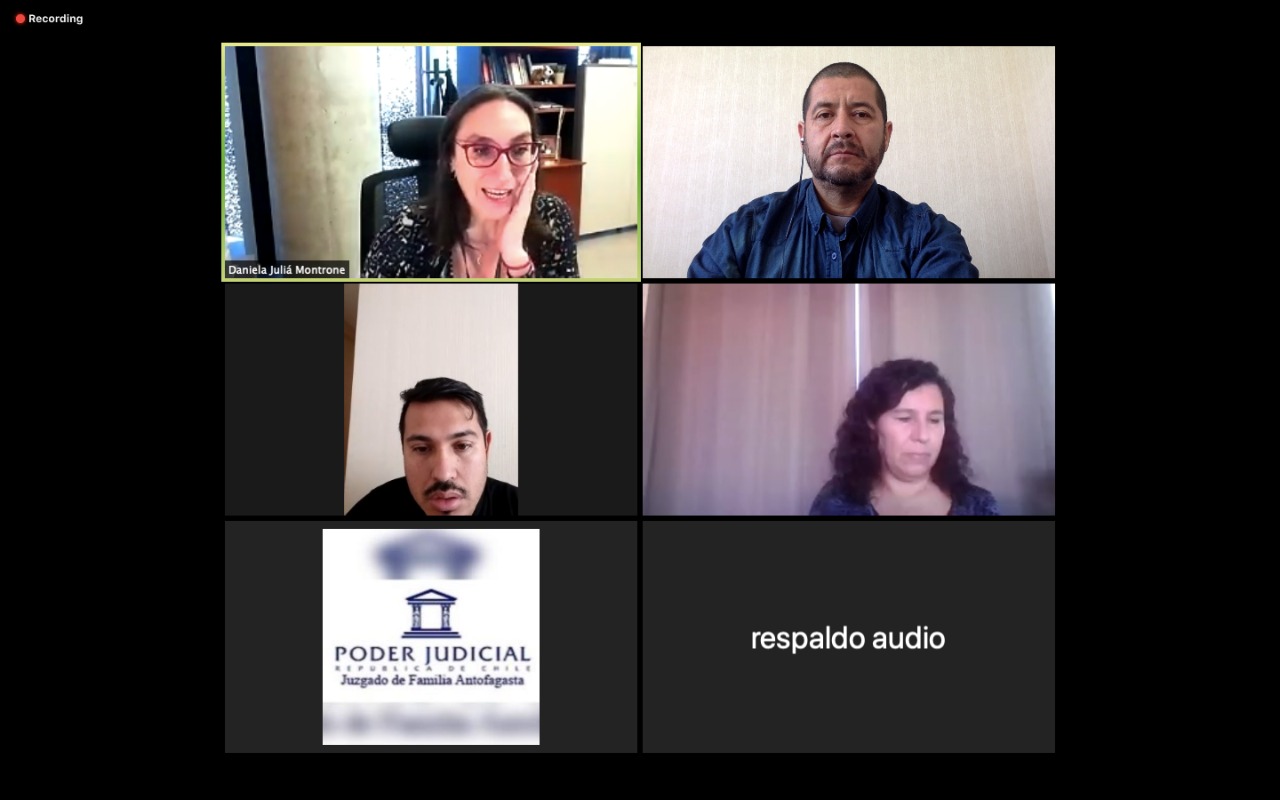 Recording
Daniela Juliá Montrone
PODER JUDICIAL
REPUBLICA DE CHILE
Juzgado de Familia Antofagasta
respaldo audio